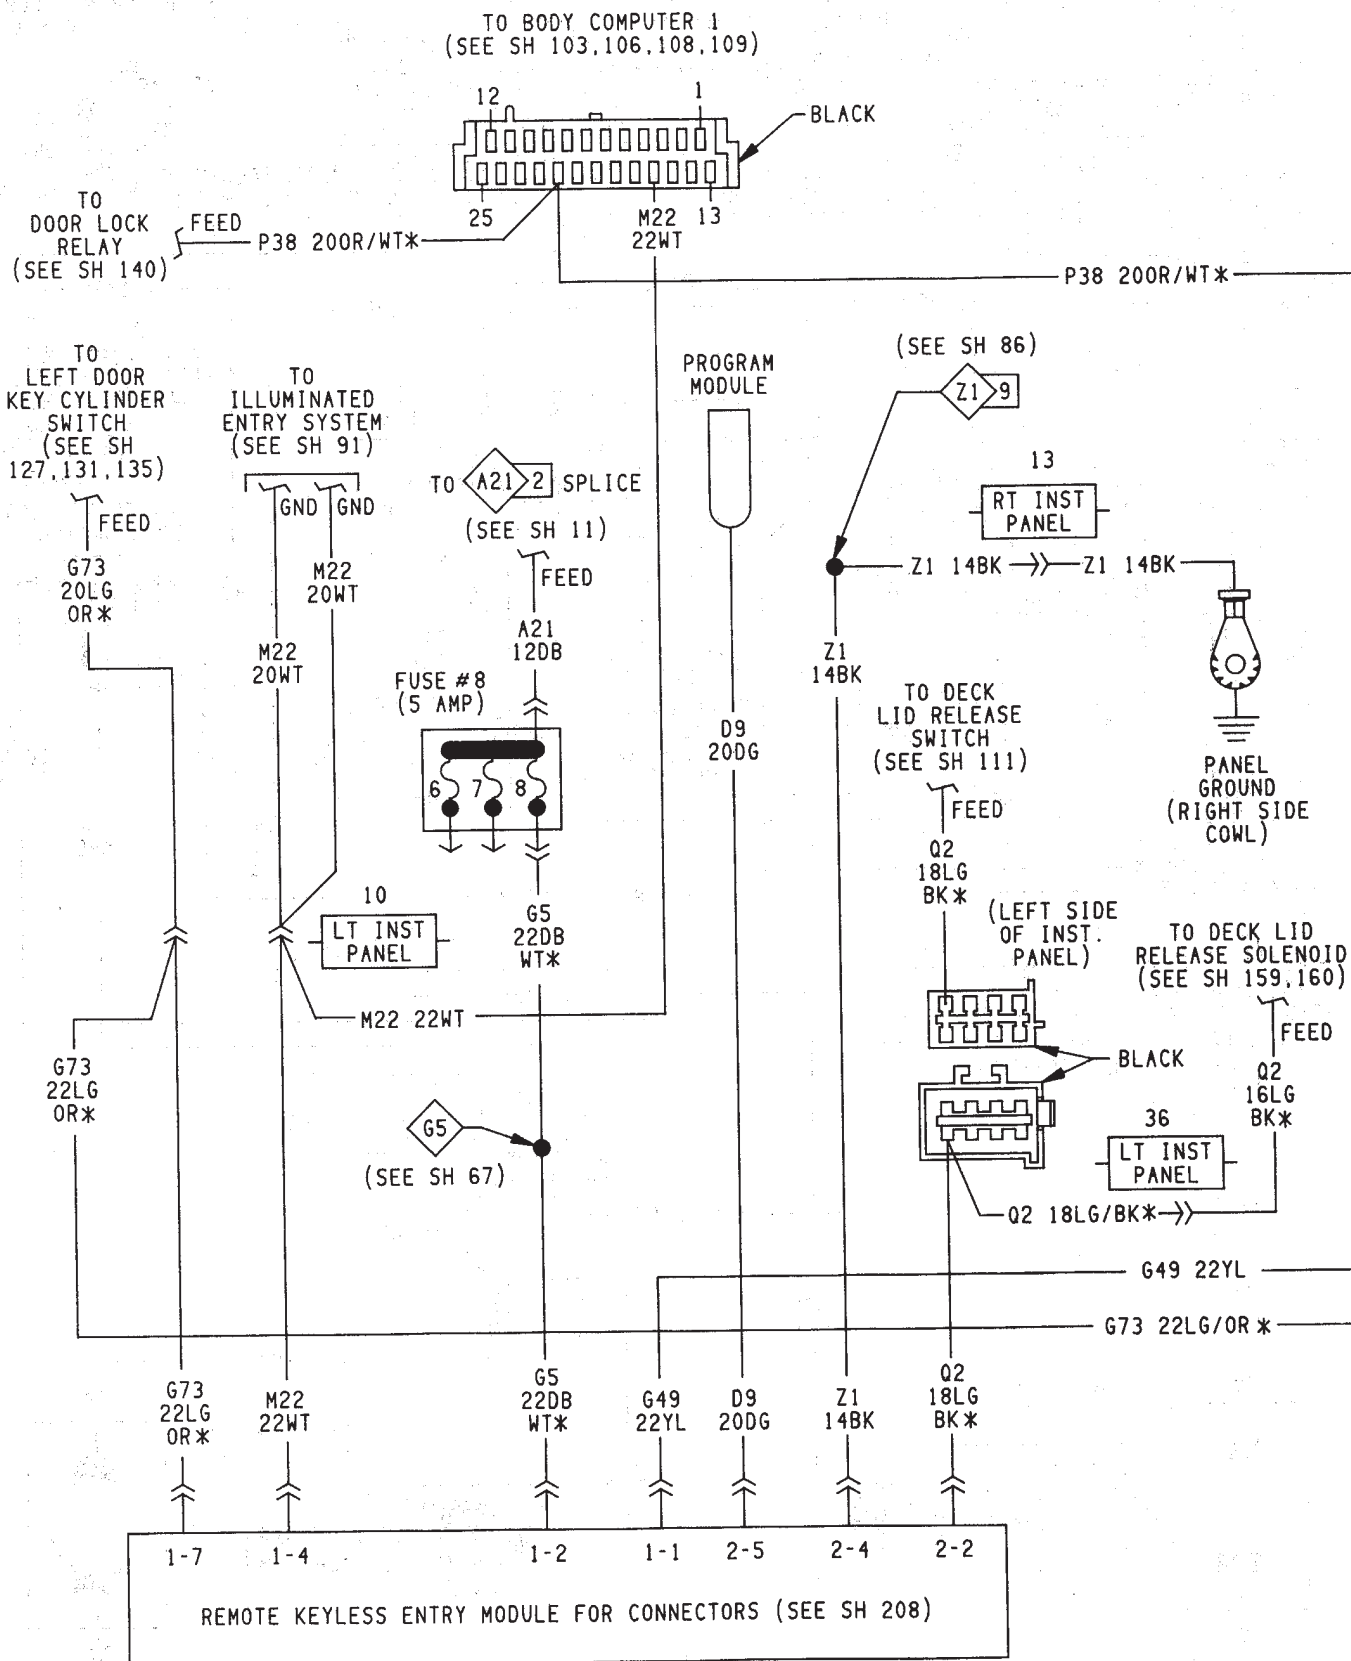 TO BODY COMPUTER 1
(SEE SH 103,106,108,109)
12
1
BLACK
25
M22
22WT
13
TO
DOOR LOCK
RELAY
(SEE SH 140)
FEED
P38 20OR/WT*
P38 20OR/WT*
TO
LEFT DOOR
KEY CYLINDER
SWITCH
(SEE SH
127,131,135)
FEED
G73
20LG
OR*
TO
ILLUMINATED
ENTRY SYSTEM
(SEE SH 91)
GND
GND
M22
20WT
M22
20WT
TO
A21
2
SPLICE
(SEE SH 11)
FEED
A21
12DB
FUSE #8
(5 AMP)
6
7
8
PROGRAM
MODULE
D9
20DG
(SEE SH 86)
Z1
9
13
RT INST
PANEL
Z1 14BK
Z1 14BK
Z1
14BK
PANEL
GROUND
(RIGHT SIDE
COWL)
TO DECK
LID RELEASE
SWITCH
(SEE SH 111)
FEED
Q2
18LG
BK*
(LEFT SIDE
OF INST.
PANEL)
TO DECK LID
RELEASE SOLENOID
(SEE SH 159,160)
FEED
Q2
16LG
BK*
BLACK
36
LT INST
PANEL
Q2 18LG/BK*
10
LT INST
PANEL
M22 22WT
G5
22DB
WT*
G73
22LG
OR*
G5
(SEE SH 67)
G49 22YL
G73 22LG/OR*
G73
22LG
OR*
M22
22WT
G5
22DB
WT*
G49
22YL
D9
20DG
Z1
14BK
Q2
18LG
BK*
1-7
1-4
1-2
1-1
2-5
2-4
2-2
REMOTE KEYLESS ENTRY MODULE FOR CONNECTORS (SEE SH 208)